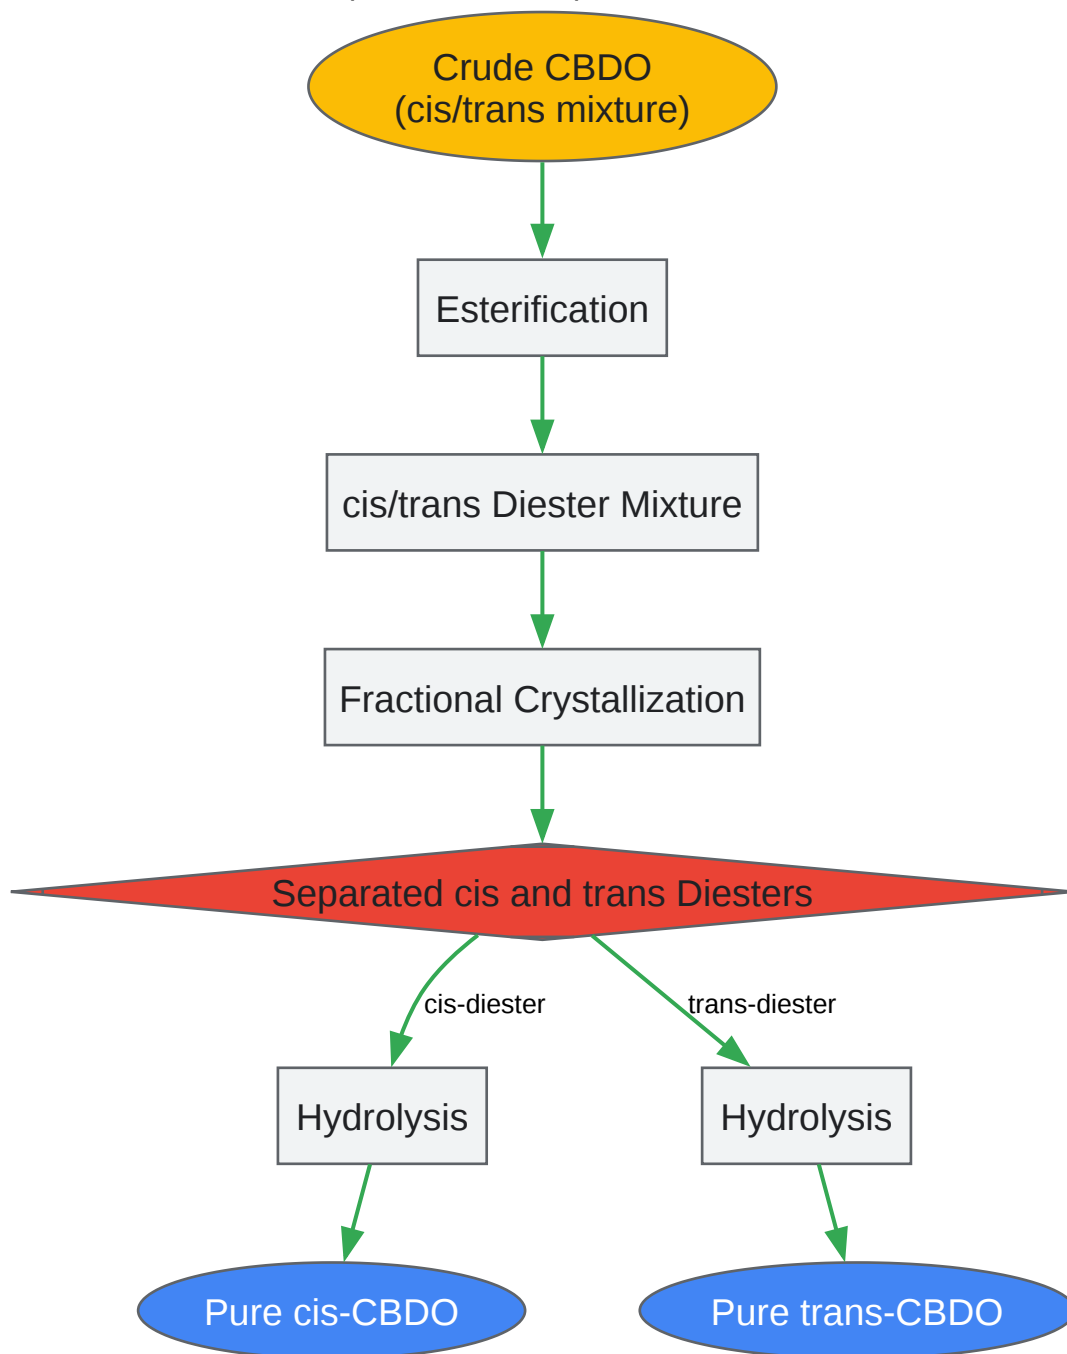 Crude CBDO
(cis/trans mixture)
Esterification
cis/trans Diester Mixture
Fractional Crystallization
Separated cis and trans Diesters
cis-diester
trans-diester
Hydrolysis
Hydrolysis
Pure cis-CBDO
Pure trans-CBDO